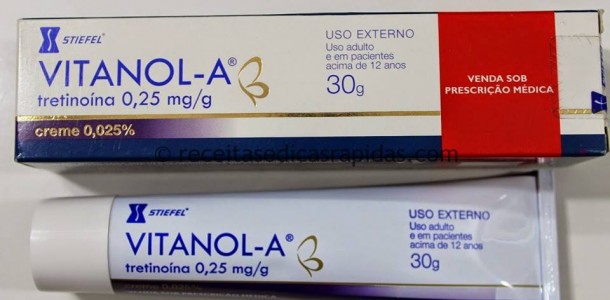 STIEFEL®
VITANOL-A®
tretinoína 0,25 mg/g
creme 0,025%
USO EXTERNO
Uso adulto
e em pacientes
acima de 12 anos
30g
VENDA SOB
PRESCRIÇÃO MÉDICA
© receitasedicasrapidas.com
STIEFEL®
VITANOL-A®
tretinoína 0,25 mg/g
USO EXTERNO
Uso adulto
e em pacientes
acima de 12 anos
30g